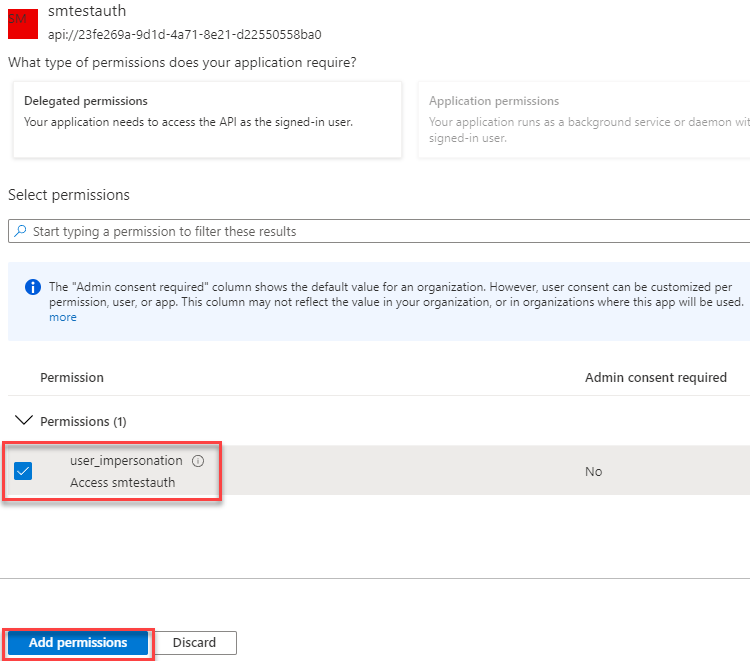 SM
smtestauth
api://23fe269a-9d1d-4a71-8e21-d22550558ba0
What type of permissions does your application require?
Delegated permissions
Your application needs to access the API as the signed-in user.
Application permissions
Your application runs as a background service or daemon wit
signed-in user.
Select permissions
Start typing a permission to filter these results
The "Admin consent required" column shows the default value for an organization. However, user consent can be customized per
permission, user, or app. This column may not reflect the value in your organization, or in organizations where this app will be used.
more
Permission Admin consent required
Permissions (1)
user_impersonation
Access smtestauth
No
Add permissions Discard